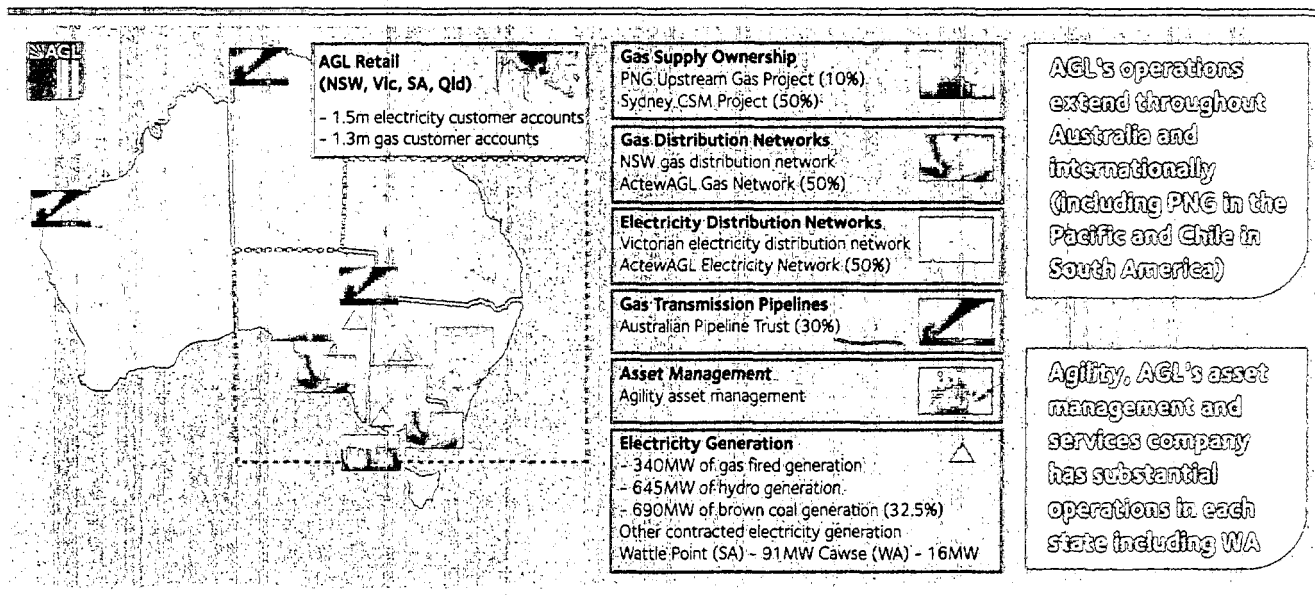 AGL
AGL Retail
(NSW, Vic, SA, Qld)
- 1.5m electricity customer accounts
- 1.3m gas customer accounts
Gas Supply Ownership
PNG Upstream Gas Project (10%)
Sydney CSM Project (50%)
Gas Distribution Networks
NSW gas distribution network
ActewAGL Gas Network (50%)
Electricity Distribution Networks
Victorian electricity distribution network
ActewAGL Electricity Network (50%)
Gas Transmission Pipelines
Australian Pipeline Trust (30%)
Asset Management
Agility asset management
Electricity Generation
- 340MW of gas fired generation
- 645MW of hydro generation
- 690MW of brown coal generation (32.5%)
Other contracted electricity generation
Wattle Point (SA) - 91MW Cawse (WA) - 16MW
AGL's operations
extend throughout
Australia and
internationally
(including PNG in the
Pacific and Chile in
South America)
Agility, AGL's asset
management and
services company
has substantial
operations in each
state including WA